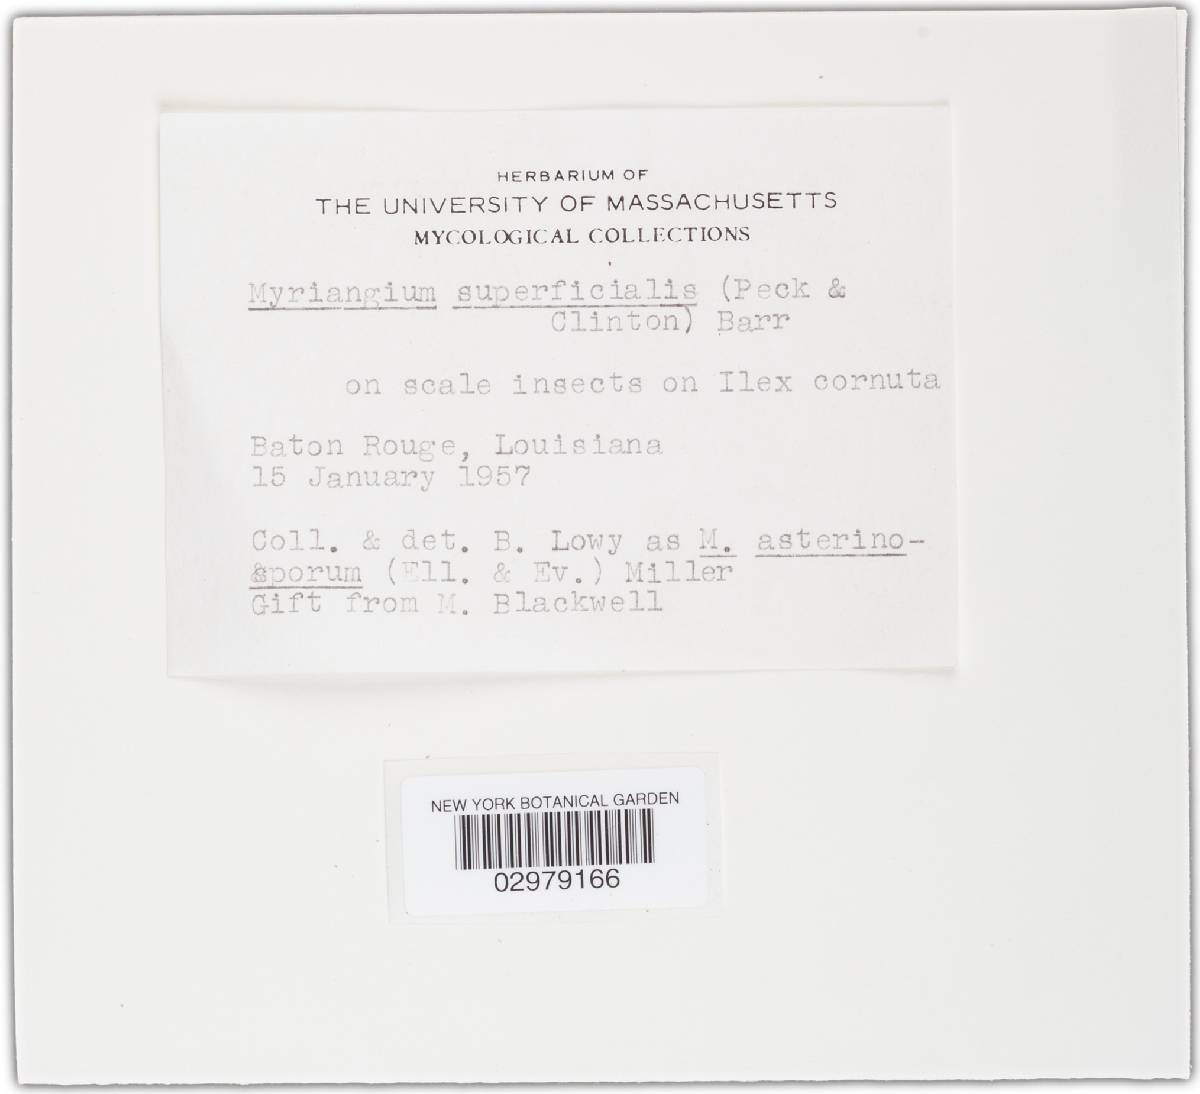 HERBARIUM OF
THE UNIVERSITY OF MASSACHUSETTS
MYCOLOGICAL COLLECTIONS
Myriangium superficialis (Peck &
Clinton) Barr
on scale insects on Ilex cornuta
Baton Rouge, Louisiana
15 January 1957
Coll. & det. B. Lowy as M. asterino-
sporum (Ell. & Ev.) Miller
Gift from M. Blackwell
NEW YORK BOTANICAL GARDEN
02979166